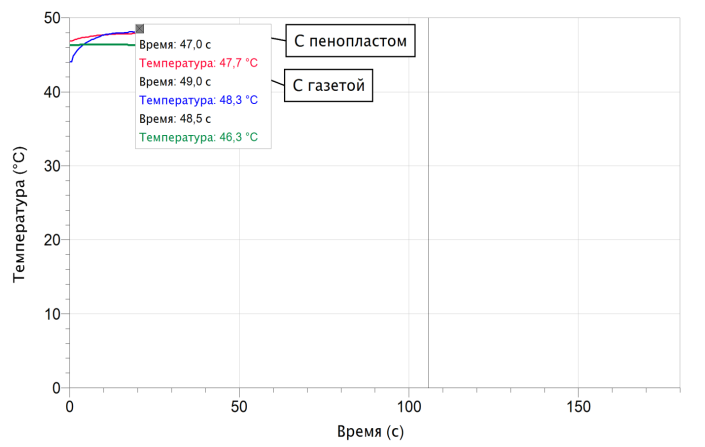 50
40
30
20
10
0
Температура (°C)
Время: 47,0 с
Температура: 47,7 °C
Время: 49,0 с
Температура: 48,3 °C
Время: 48,5 с
Температура: 46,3 °C
С пенопластом
С газетой
0 50 100 150
Время (с)